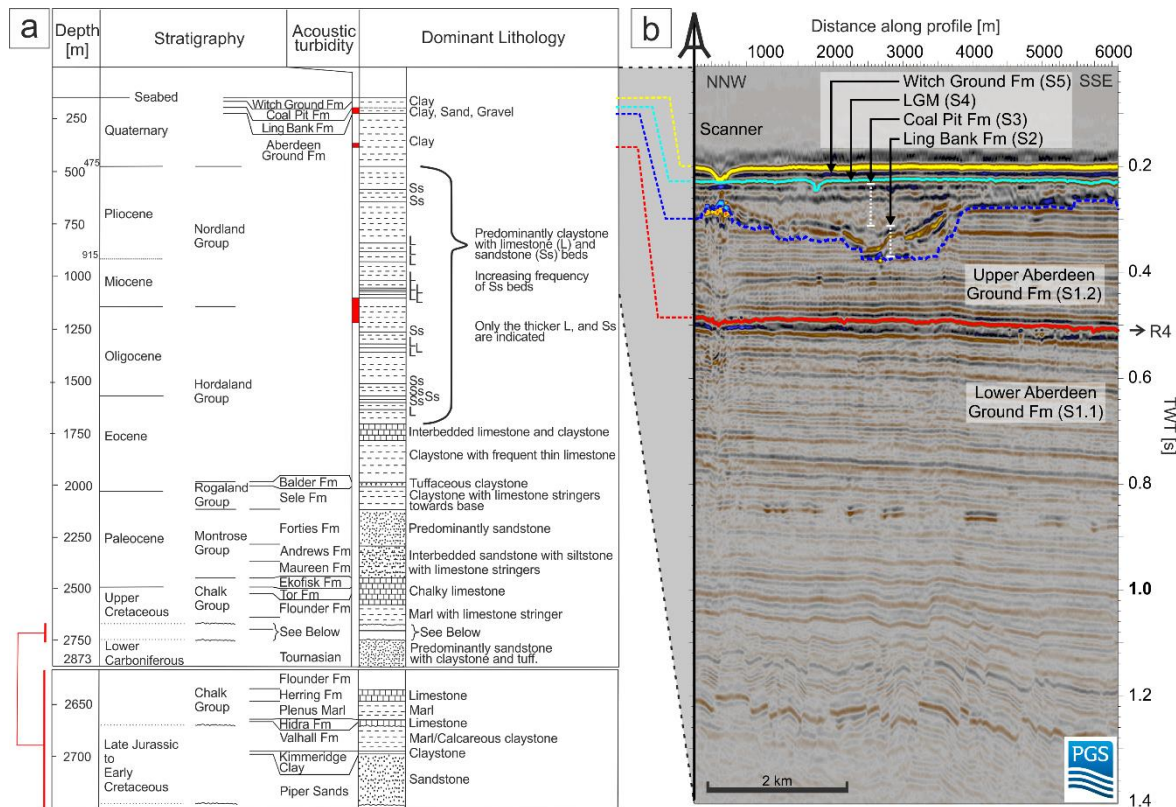 a
Depth
[m]
Stratigraphy
Acoustic
turbidity
Dominant Lithology
Seabed
250
475
500
750
915
1000
1250
1500
1750
2000
2250
2500
2750
2873
2650
2700
Quaternary
Pliocene
Miocene
Oligocene
Eocene
Paleocene
Upper
Cretaceous
Lower
Carboniferous
Late Jurassic
to
Early
Cretaceous
Nordland
Group
Hordaland
Group
Rogaland
Group
Montrose
Group
Chalk
Group
Chalk
Group
Witch Ground Fm
Coal Pit Fm
Ling Bank Fm
Aberdeen
Ground Fm
Balder Fm
Sele Fm
Forties Fm
Andrews Fm
Maureen Fm
Ekofisk Fm
Tor Fm
Flounder Fm
See Below
Tournasian
Flounder Fm
Herring Fm
Plenus Marl
Hidra Fm
Valhall Fm
Kimmeridge
Clay
Piper Sands
Clay
Clay, Sand, Gravel
Clay
Ss
Ss
L
L
L
L
L
L
L
Ss
L
L
L
Ss
Ss
Ss
Ss
L
Predominantly claystone
with limestone (L) and
sandstone (Ss) beds
Increasing frequency
of Ss beds
Only the thicker L, and Ss
are indicated
Interbedded limestone and claystone
Claystone with frequent thin limestone
Tuffaceous claystone
Claystone with limestone stringers
towards base
Predominantly sandstone
Interbedded sandstone with siltstone
with limestone stringers
Chalky limestone
Marl with limestone stringer
See Below
Predominantly sandstone
with claystone and tuff.
Limestone
Marl
Limestone
Marl/Calcareous claystone
Claystone
Sandstone
b
Distance along profile [m]
1000 2000 3000 4000 5000 6000
NNW
SSE
Witch Ground Fm (S5)
LGM (S4)
Coal Pit Fm (S3)
Ling Bank Fm (S2)
Scanner
Upper Aberdeen
Ground Fm (S1.2)
R4
Lower Aberdeen
Ground Fm (S1.1)
0.2
0.4
0.6
TWT [s]
0.8
1.0
1.2
1.4
2 km
PGS